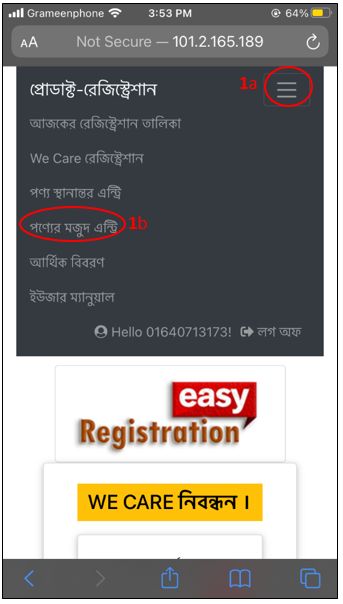 Grameenphone 3:53 PM 64%
AA Not Secure — 101.2.165.189
প্রোডাক্ট-রেজিস্ট্রেশান 1a
আজকের রেজিস্ট্রেশান তালিকা
We Care রেজিস্ট্রেশান
পণ্য স্থানান্তর এন্ট্রি
পণ্যের মজুদ এন্ট্রি 1b
আর্থিক বিবরণ
ইউজার ম্যানুয়াল
Hello 01640713173! লগ অফ
easy
Registration
WE CARE নিবন্ধন ।